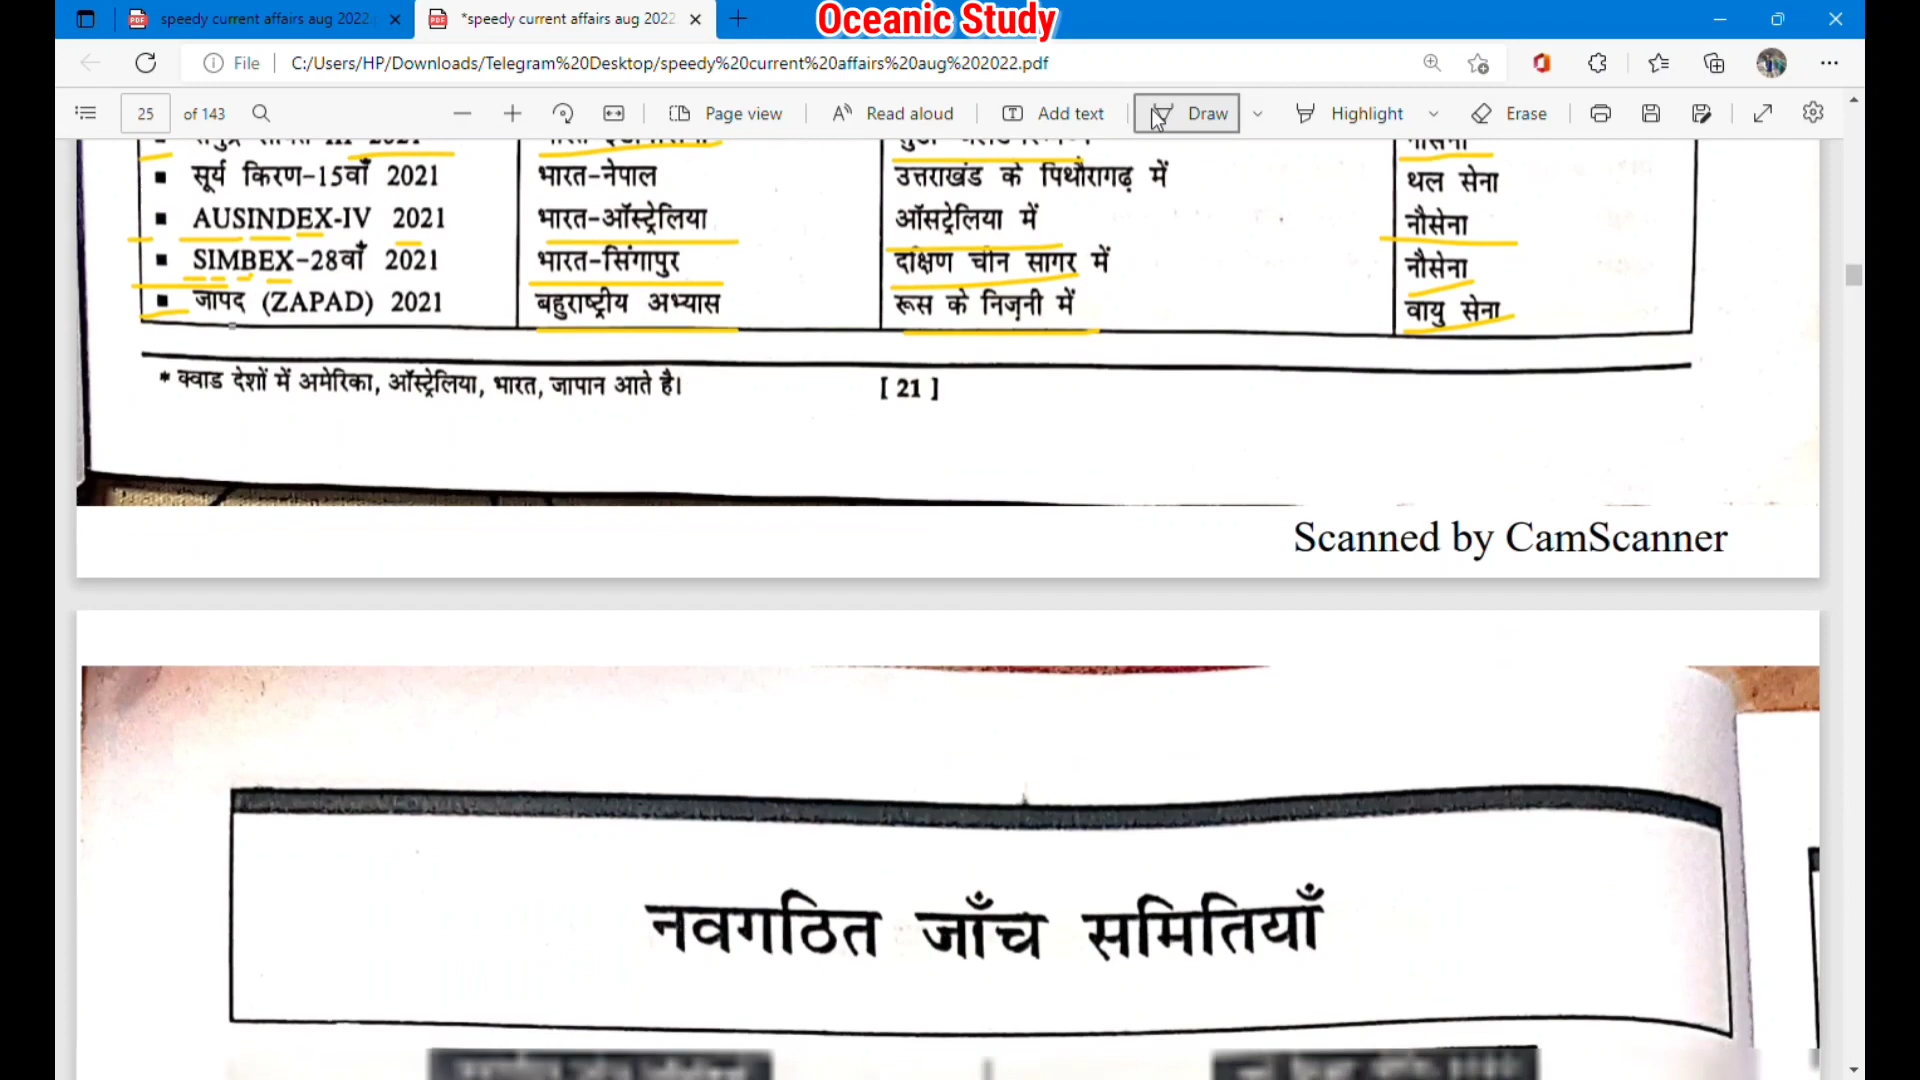 speedy current affairs aug 2022
*speedy current affairs aug 2022
Oceanic Study
File
C:/Users/HP/Downloads/Telegram%20Desktop/speedy%20current%20affairs%20aug%202022.pdf
25 of 143
Page view
Read aloud
Add text
Draw
Highlight
Erase
▪ सूर्य किरण-15वाँ 2021 भारत-नेपाल उत्तराखंड के पिथौरागढ़ में थल सेना
▪ AUSINDEX-IV 2021 भारत-ऑस्ट्रेलिया ऑसट्रेलिया में नौसेना
▪ SIMBEX-28वाँ 2021 भारत-सिंगापुर दक्षिण चीन सागर में नौसेना
▪ जापद (ZAPAD) 2021 बहुराष्ट्रीय अभ्यास रूस के निज़नी में वायु सेना
* क्वाड देशों में अमेरिका, ऑस्ट्रेलिया, भारत, जापान आते है। [ 21 ]
Scanned by CamScanner
नवगठित जाँच समितियाँ